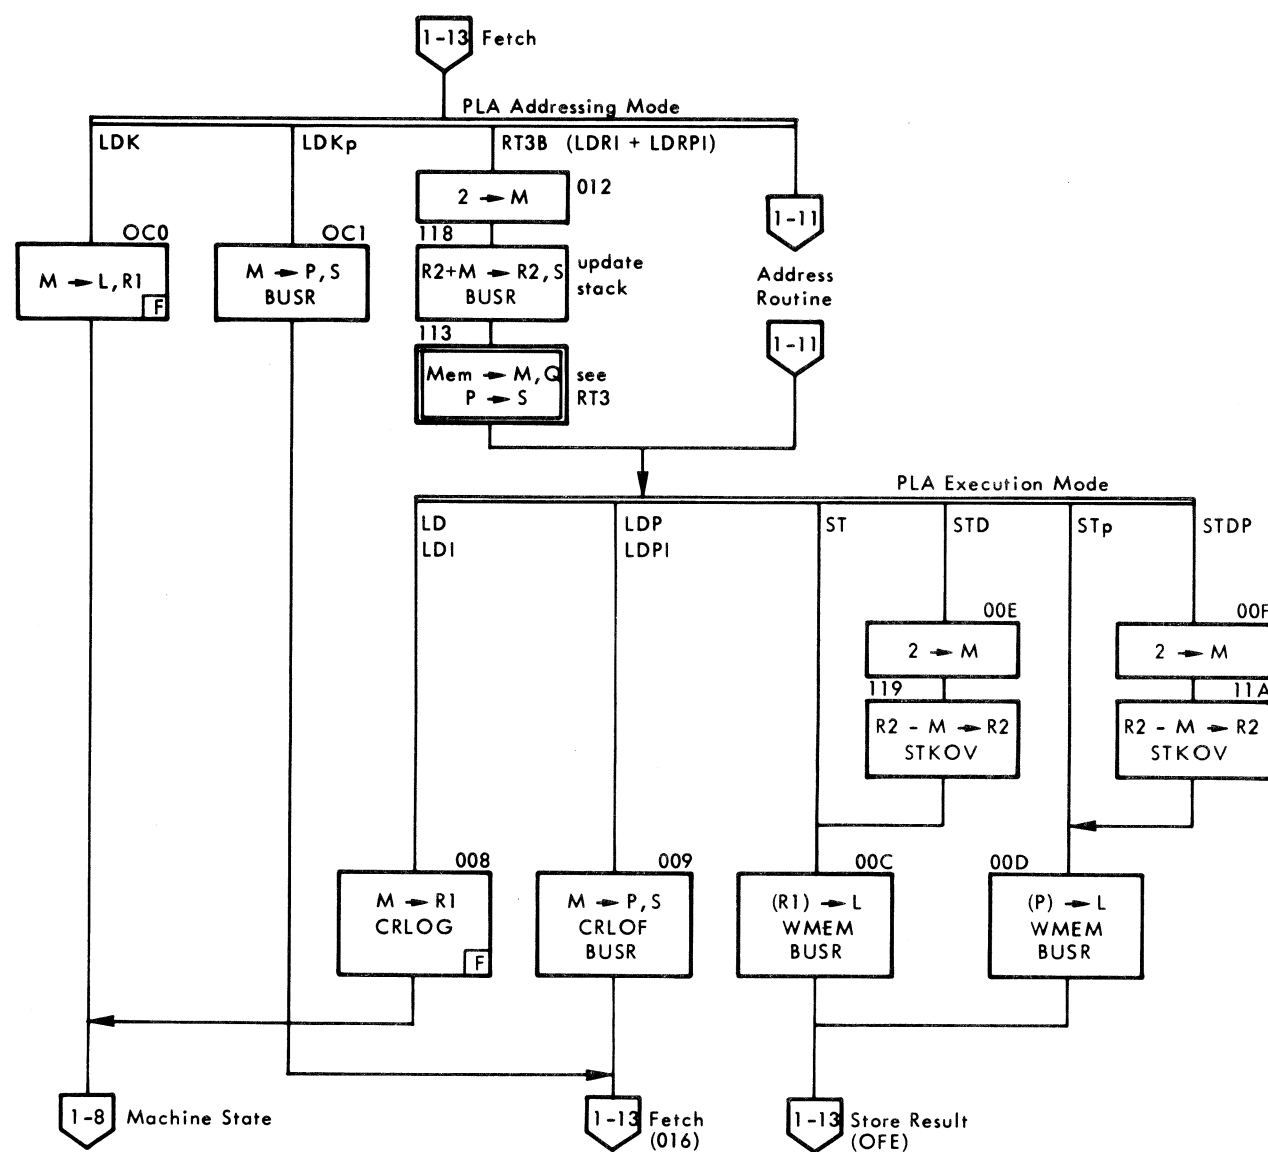 1-13 Fetch
PLA Addressing Mode
LDK
LDKp
RT3B (LDRI + LDRPI)
2 → M
012
1-11
OC0
M → L, R1
F
OC1
M → P, S
BUSR
118
R2+M → R2, S
BUSR
update
stack
Address
Routine
113
Mem → M, Q
P → S
see
RT3
1-11
PLA Execution Mode
LD
LDI
LDP
LDPI
ST
STD
STp
STDP
00E
2 → M
00F
2 → M
119
R2 - M → R2
STKOV
11A
R2 - M → R2
STKOV
008
M → R1
CRLOG
F
009
M → P, S
CRLOF
BUSR
00C
(R1) → L
WMEM
BUSR
00D
(P) → L
WMEM
BUSR
1-8 Machine State
1-13 Fetch
(016)
1-13 Store Result
(OFE)